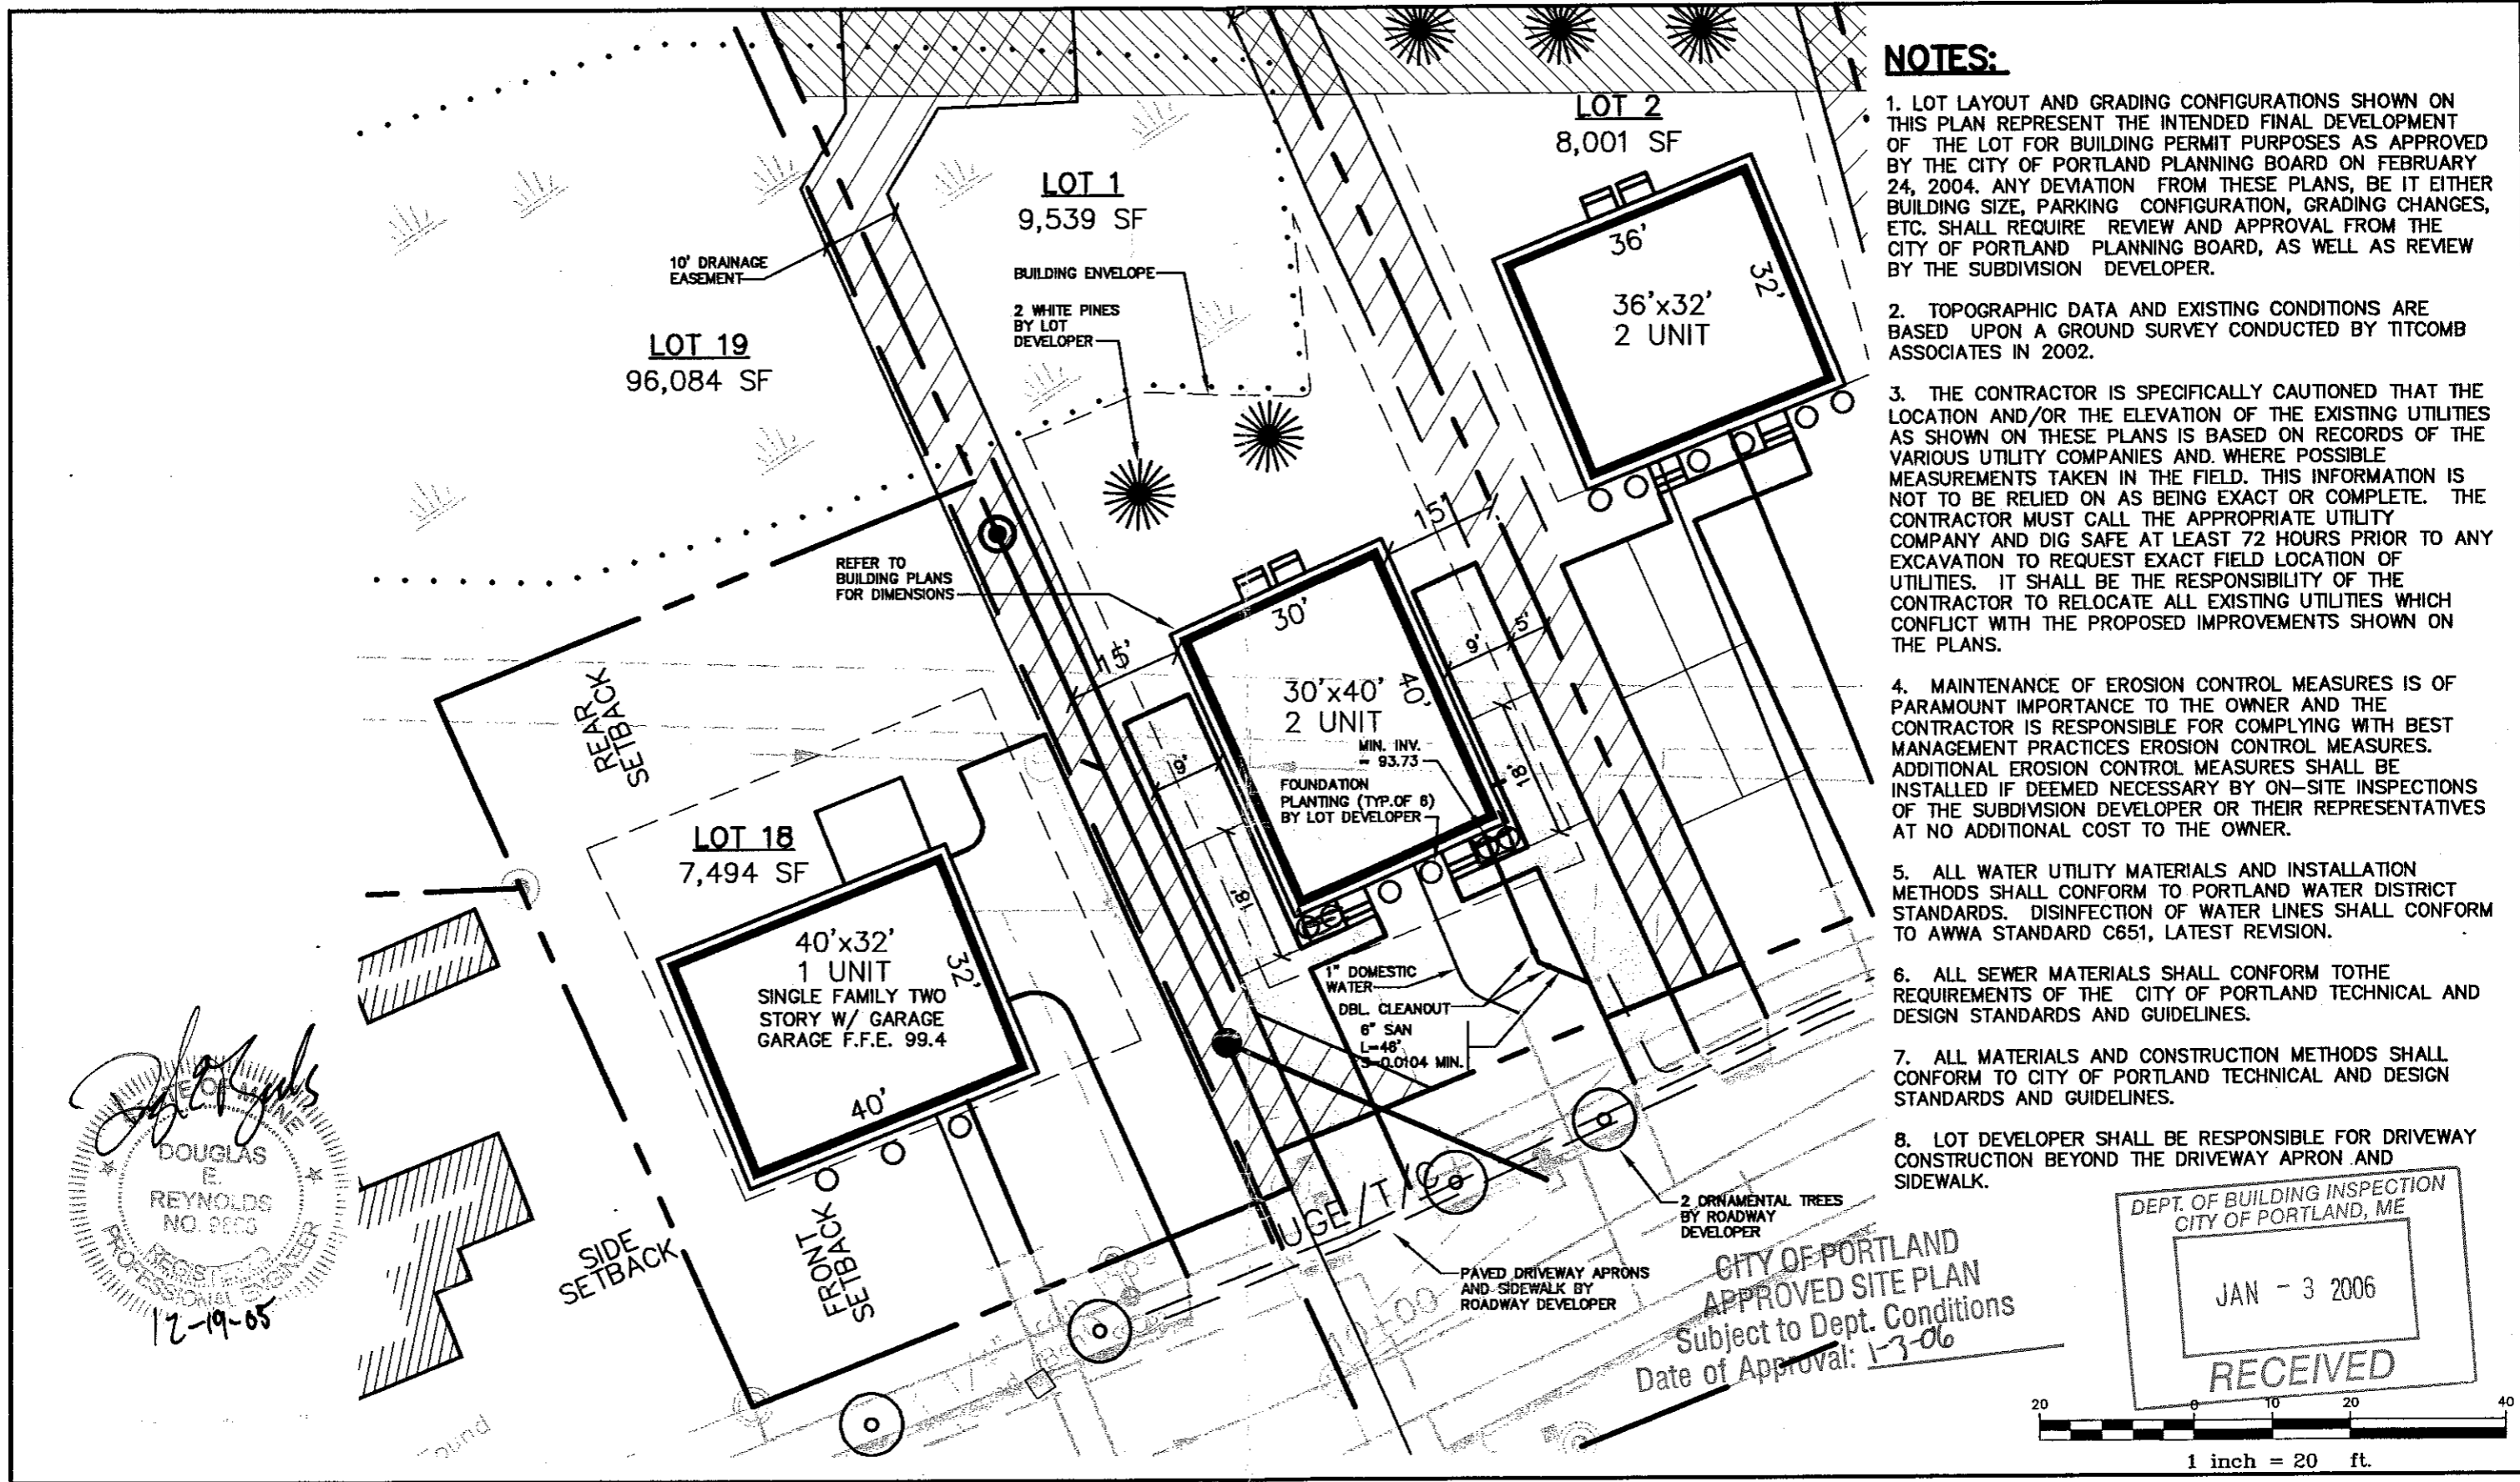 LOT 2
8,001 SF
36'
32'
36'x32'
2 UNIT
LOT 1
9,539 SF
10' DRAINAGE
EASEMENT
BUILDING ENVELOPE
2 WHITE PINES
BY LOT
DEVELOPER
LOT 19
96,084 SF
REFER TO
BUILDING PLANS
FOR DIMENSIONS
15'
15'
30'
40'
30'x40'
2 UNIT
9'
5'
9'
18'
18'
MIN. INV.
= 93.73
FOUNDATION
PLANTING (TYP.OF 6)
BY LOT DEVELOPER
REAR
SETBACK
LOT 18
7,494 SF
40'x32'
1 UNIT
SINGLE FAMILY TWO
STORY W/ GARAGE
GARAGE F.F.E. 99.4
32'
40'
1" DOMESTIC
WATER
DBL. CLEANOUT
6" SAN
L=48'
S=0.0104 MIN.
SIDE
SETBACK
FRONT
SETBACK
UGE/T/C
2 ORNAMENTAL TREES
BY ROADWAY
DEVELOPER
PAVED DRIVEWAY APRONS
AND SIDEWALK BY
ROADWAY DEVELOPER
10+00
Found
STATE OF MAINE
DOUGLAS
E.
REYNOLDS
NO.
REGISTERED
PROFESSIONAL ENGINEER
12-19-05
NOTES:
1. LOT LAYOUT AND GRADING CONFIGURATIONS SHOWN ON
THIS PLAN REPRESENT THE INTENDED FINAL DEVELOPMENT
OF THE LOT FOR BUILDING PERMIT PURPOSES AS APPROVED
BY THE CITY OF PORTLAND PLANNING BOARD ON FEBRUARY
24, 2004. ANY DEVIATION FROM THESE PLANS, BE IT EITHER
BUILDING SIZE, PARKING CONFIGURATION, GRADING CHANGES,
ETC. SHALL REQUIRE REVIEW AND APPROVAL FROM THE
CITY OF PORTLAND PLANNING BOARD, AS WELL AS REVIEW
BY THE SUBDIVISION DEVELOPER.
2. TOPOGRAPHIC DATA AND EXISTING CONDITIONS ARE
BASED UPON A GROUND SURVEY CONDUCTED BY TITCOMB
ASSOCIATES IN 2002.
3. THE CONTRACTOR IS SPECIFICALLY CAUTIONED THAT THE
LOCATION AND/OR THE ELEVATION OF THE EXISTING UTILITIES
AS SHOWN ON THESE PLANS IS BASED ON RECORDS OF THE
VARIOUS UTILITY COMPANIES AND. WHERE POSSIBLE
MEASUREMENTS TAKEN IN THE FIELD. THIS INFORMATION IS
NOT TO BE RELIED ON AS BEING EXACT OR COMPLETE. THE
CONTRACTOR MUST CALL THE APPROPRIATE UTILITY
COMPANY AND DIG SAFE AT LEAST 72 HOURS PRIOR TO ANY
EXCAVATION TO REQUEST EXACT FIELD LOCATION OF
UTILITIES. IT SHALL BE THE RESPONSIBILITY OF THE
CONTRACTOR TO RELOCATE ALL EXISTING UTILITIES WHICH
CONFLICT WITH THE PROPOSED IMPROVEMENTS SHOWN ON
THE PLANS.
4. MAINTENANCE OF EROSION CONTROL MEASURES IS OF
PARAMOUNT IMPORTANCE TO THE OWNER AND THE
CONTRACTOR IS RESPONSIBLE FOR COMPLYING WITH BEST
MANAGEMENT PRACTICES EROSION CONTROL MEASURES.
ADDITIONAL EROSION CONTROL MEASURES SHALL BE
INSTALLED IF DEEMED NECESSARY BY ON-SITE INSPECTIONS
OF THE SUBDIVISION DEVELOPER OR THEIR REPRESENTATIVES
AT NO ADDITIONAL COST TO THE OWNER.
5. ALL WATER UTILITY MATERIALS AND INSTALLATION
METHODS SHALL CONFORM TO PORTLAND WATER DISTRICT
STANDARDS. DISINFECTION OF WATER LINES SHALL CONFORM
TO AWWA STANDARD C651, LATEST REVISION.
6. ALL SEWER MATERIALS SHALL CONFORM TOTHE
REQUIREMENTS OF THE CITY OF PORTLAND TECHNICAL AND
DESIGN STANDARDS AND GUIDELINES.
7. ALL MATERIALS AND CONSTRUCTION METHODS SHALL
CONFORM TO CITY OF PORTLAND TECHNICAL AND DESIGN
STANDARDS AND GUIDELINES.
8. LOT DEVELOPER SHALL BE RESPONSIBLE FOR DRIVEWAY
CONSTRUCTION BEYOND THE DRIVEWAY APRON AND
SIDEWALK.
CITY OF PORTLAND
APPROVED SITE PLAN
Subject to Dept. Conditions
Date of Approval: 1-3-06
DEPT. OF BUILDING INSPECTION
CITY OF PORTLAND, ME
JAN - 3 2006
RECEIVED
20 0 10 20 40
1 inch = 20 ft.